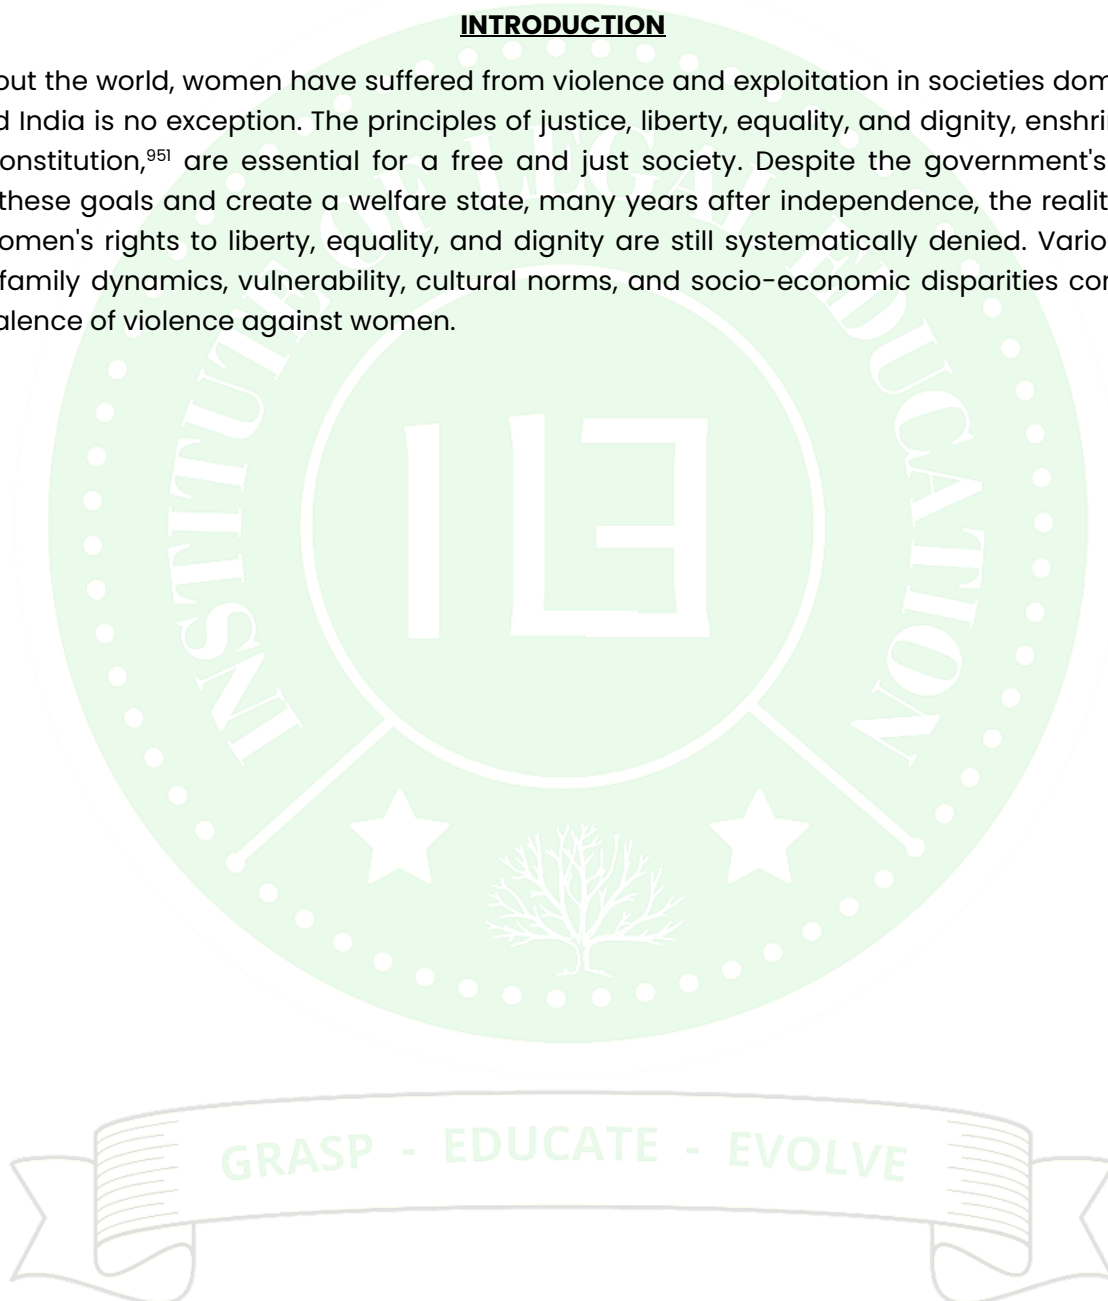 INTRODUCTION
out the world, women have suffered from violence and exploitation in societies dom
d India is no exception. The principles of justice, liberty, equality, and dignity, enshri
onstitution,951 are essential for a free and just society. Despite the government's
these goals and create a welfare state, many years after independence, the realit
omen's rights to liberty, equality, and dignity are still systematically denied. Vario
family dynamics, vulnerability, cultural norms, and socio-economic disparities co
alence of violence against women.
INSTITUTE OF LEGAL EDUCATION
ILE
GRASP - EDUCATE - EVOLVE